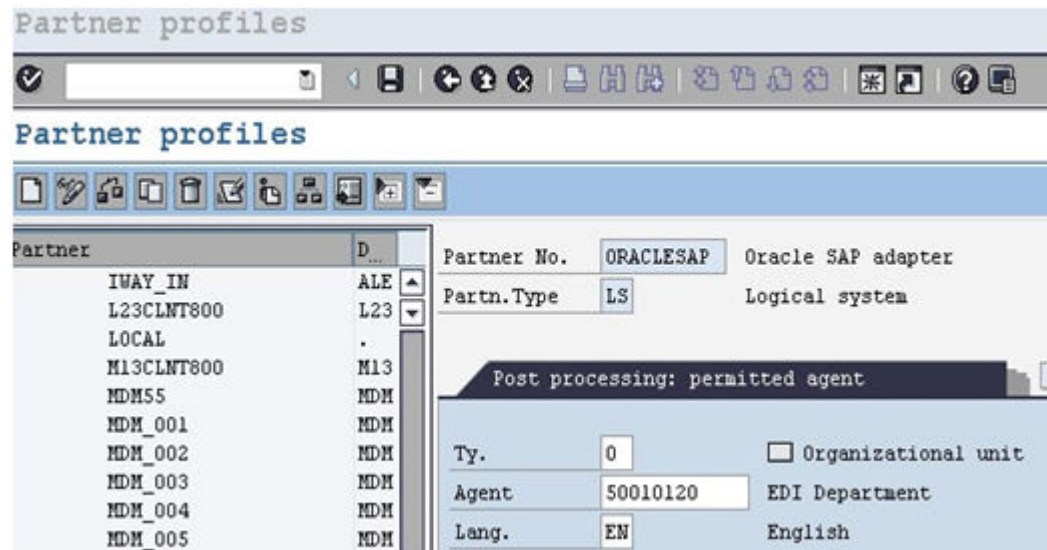 Partner profiles
Partner profiles
Partner D...
IWAY_IN ALE
L23CLNT800 L23
LOCAL .
M13CLNT800 M13
MDM55 MDM
MDM_001 MDM
MDM_002 MDM
MDM_003 MDM
MDM_004 MDM
MDM_005 MDM
Partner No. ORACLESAP Oracle SAP adapter
Partn.Type LS Logical system
Post processing: permitted agent
Ty. O Organizational unit
Agent 50010120 EDI Department
Lang. EN English